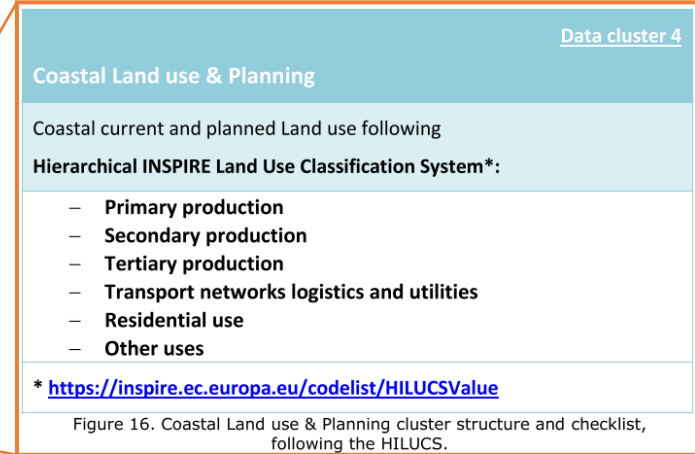 Data cluster 4
Coastal Land use & Planning
Coastal current and planned Land use following
Hierarchical INSPIRE Land Use Classification System*:
– Primary production
– Secondary production
– Tertiary production
– Transport networks logistics and utilities
– Residential use
– Other uses
* https://inspire.ec.europa.eu/codelist/HILUCSValue
Figure 16. Coastal Land use & Planning cluster structure and checklist,
following the HILUCS.